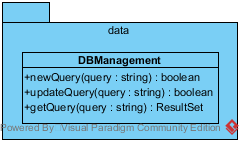 data
DBManagement
+newQuery(query : string) : boolean
+updateQuery(query : string) : boolean
+getQuery(query : string) : ResultSet
Powered By Visual Paradigm Community Edition